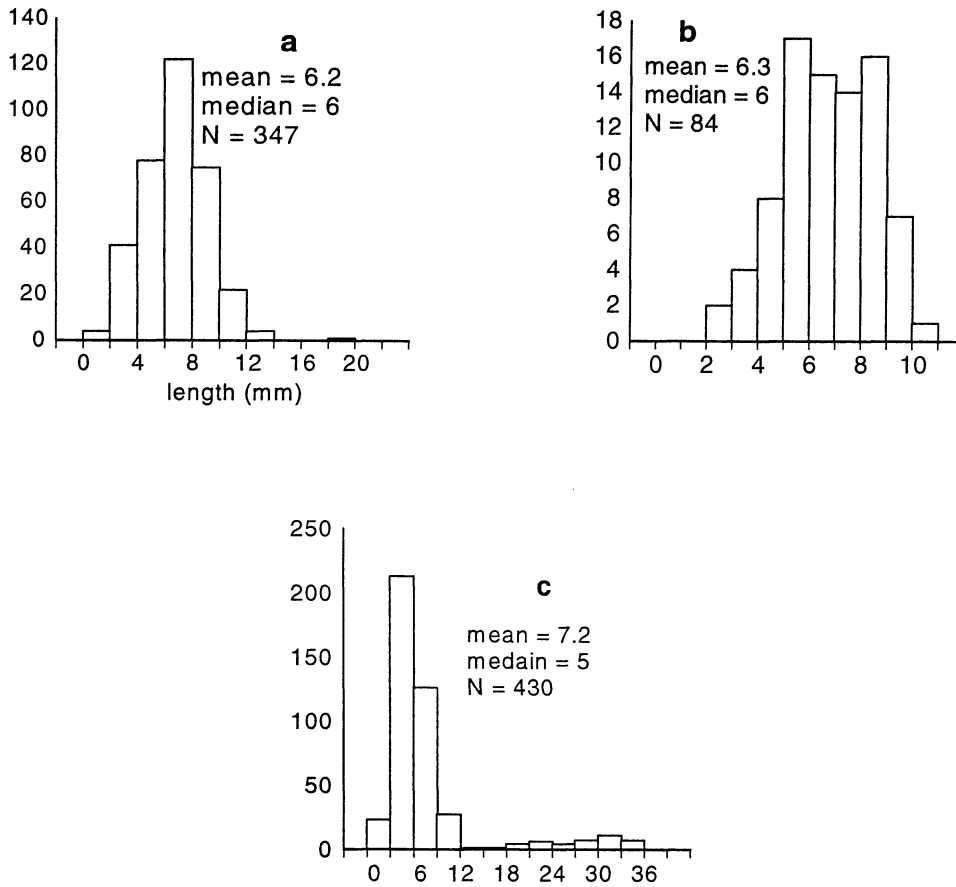 a
mean = 6.2
median = 6
N = 347
140
120
100
80
60
40
20
0
0 4 8 12 16 20
length (mm)
b
mean = 6.3
median = 6
N = 84
18
16
14
12
10
8
6
4
2
0
0 2 4 6 8 10
c
mean = 7.2
medain = 5
N = 430
250
200
150
100
50
0
0 6 12 18 24 30 36